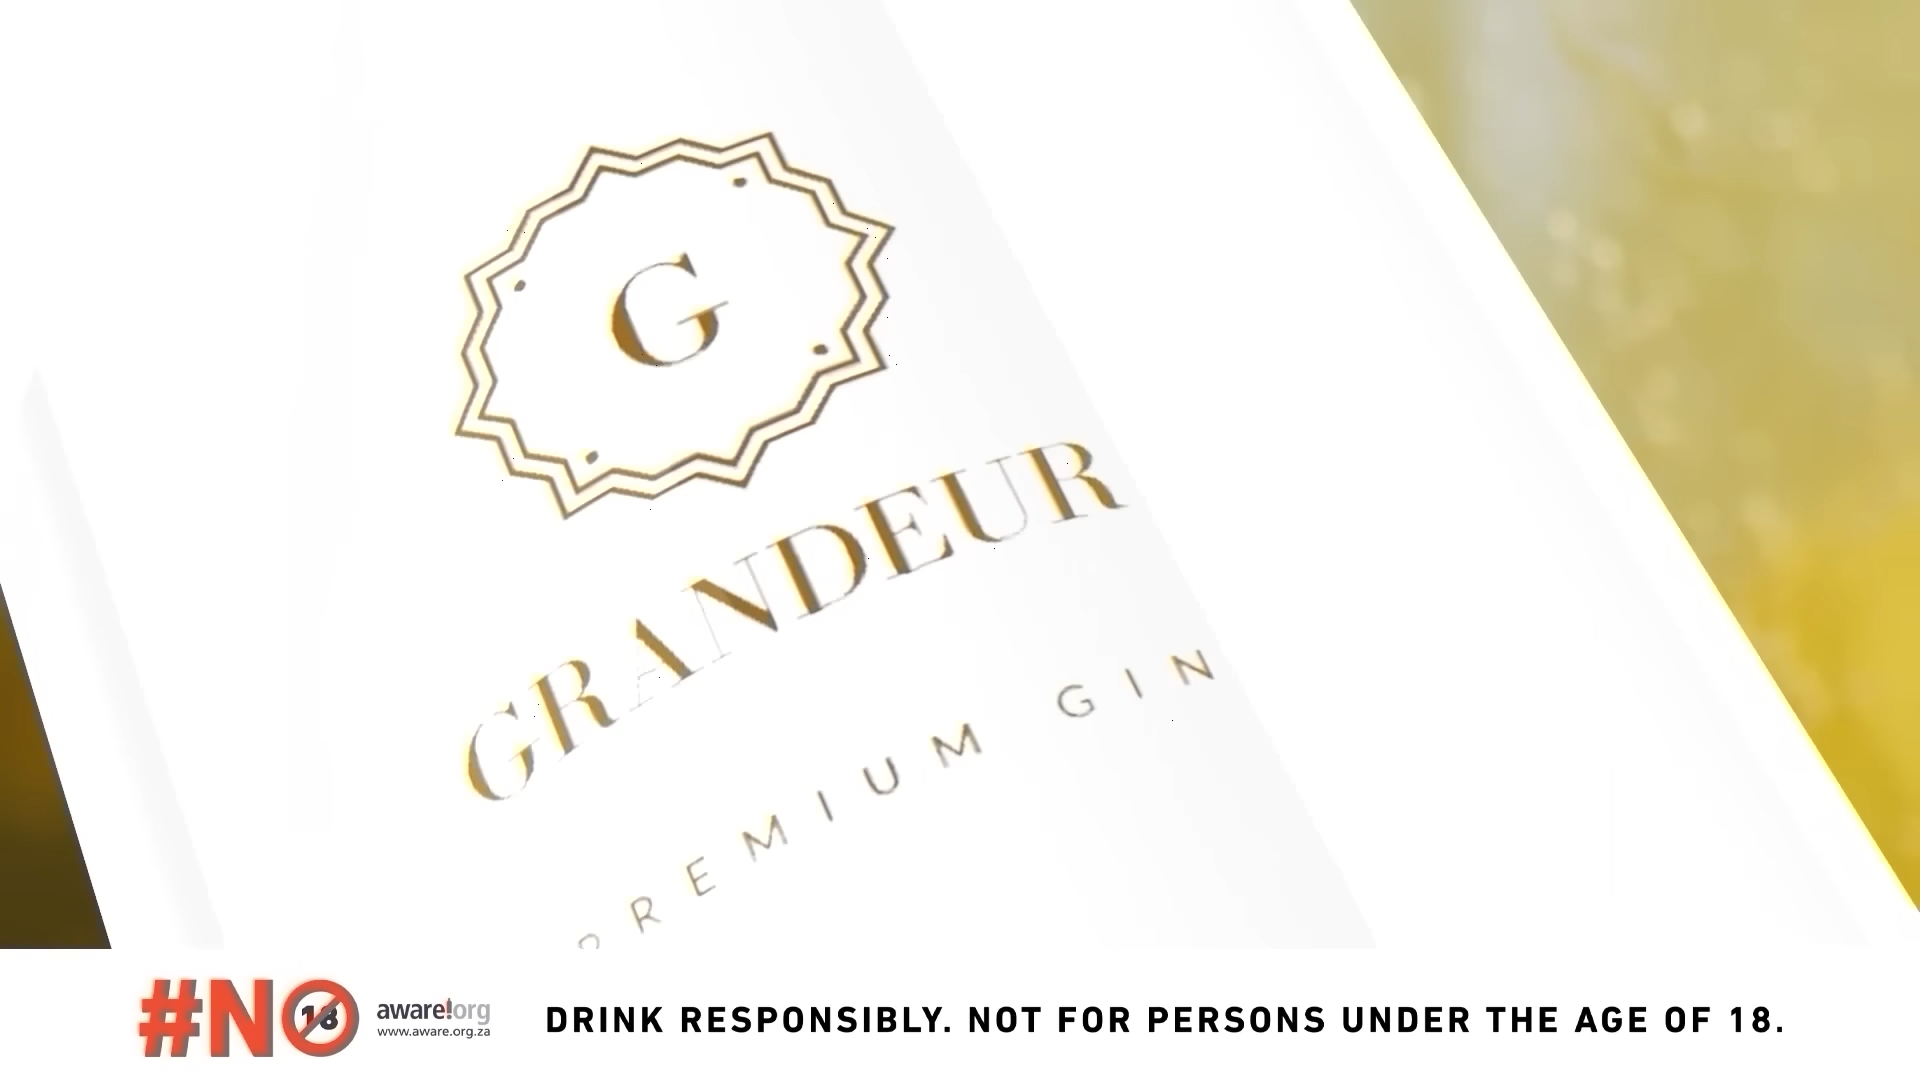 G
GRANDEUR
PREMIUM GIN
#NO 18
aware!org
www.aware.org.za
DRINK RESPONSIBLY. NOT FOR PERSONS UNDER THE AGE OF 18.